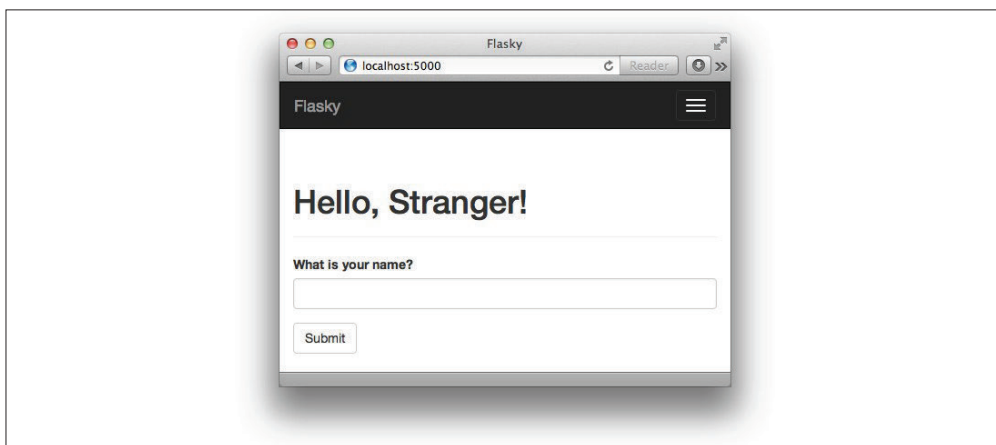 Flasky
localhost:5000
Reader
Flasky
Hello, Stranger!
What is your name?
Submit